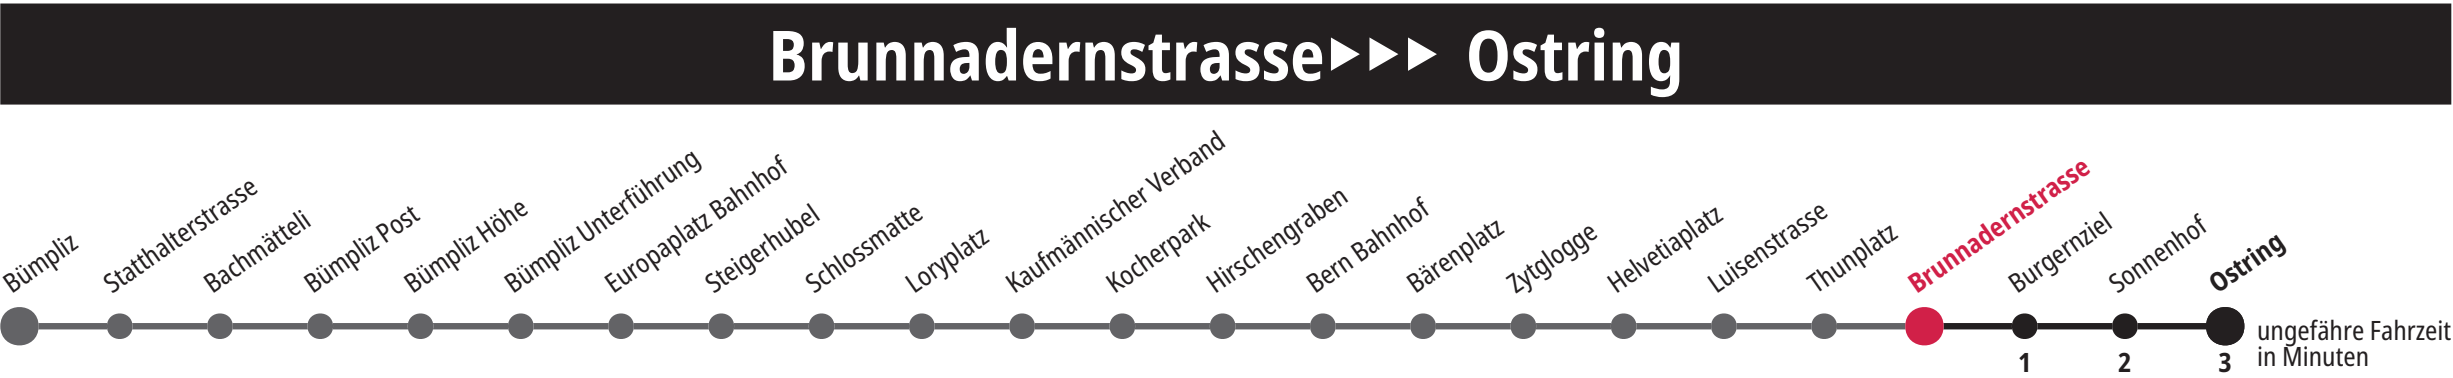 Brunnadernstrasse▶▶▶ Ostring
Bümpliz
Statthalterstrasse
Bachmätteli
Bümpliz Post
Bümpliz Höhe
Bümpliz Unterführung
Europaplatz Bahnhof
Steigerhubel
Schlossmatte
Loryplatz
Kaufmännischer Verband
Kocherpark
Hirschengraben
Bern Bahnhof
Bärenplatz
Zytglogge
Helvetiaplatz
Luisenstrasse
Thunplatz
Brunnadernstrasse
Burgernziel
Sonnenhof
Ostring
1 2 3
ungefähre Fahrzeit
in Minuten